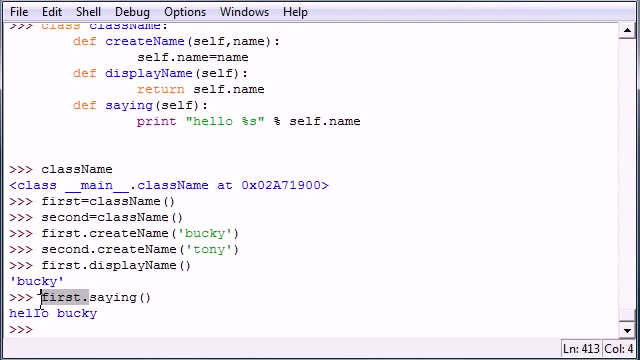 File Edit Shell Debug Options Windows Help
>>> class className:
def createName(self,name):
self.name=name
def displayName(self):
return self.name
def saying(self):
print "hello %s" % self.name
>>> className
<class __main__.className at 0x02A71900>
>>> first=className()
>>> second=className()
>>> first.createName('bucky')
>>> second.createName('tony')
>>> first.displayName()
'bucky'
>>> first.saying()
hello bucky
>>>
Ln: 413 Col: 4